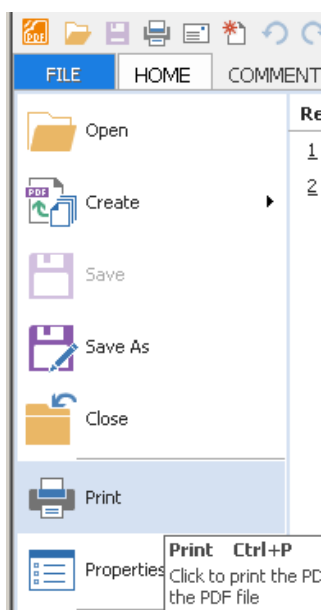 PDF
FILE HOME COMMENT
Re
Open
1
2
PDF
Create
Save
Save As
Close
Print
Properties
Print Ctrl+P
Click to print the PD
the PDF file